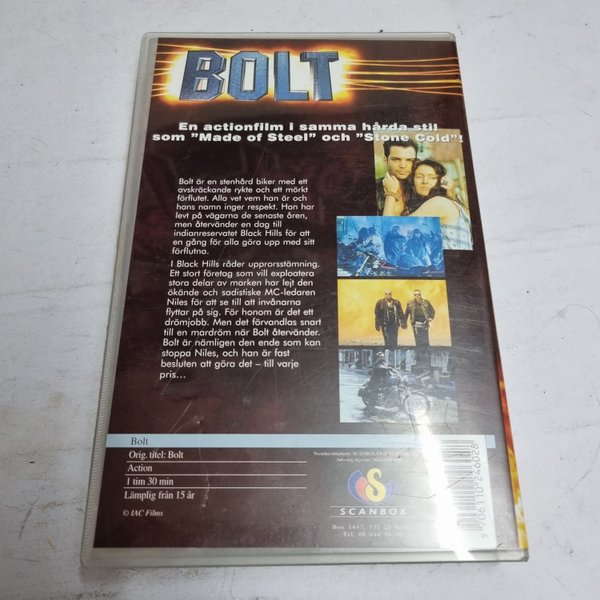 BOLT
En actionfilm i samma hårda stil
som "Made of Steel" och "Stone Cold"!
Bolt är en stenhård biker med ett
avskräckande rykte och ett mörkt
förflutet. Alla vet vem han är och
hans namn inger respekt. Han har
levt på vägarna de senaste åren,
men återvänder en dag till
indianreservatet Black Hills för att
en gång för alla göra upp med sitt
förflutna.
I Black Hills råder upprorsstämning.
Ett stort företag som vill exploatera
stora delar av marken har lejt den
ökände och sadistiske MC-ledaren
Niles för att se till att invånarna
flyttar på sig. För honom är det ett
drömjobb. Men det förvandlas snart
till en mardröm när Bolt återvänder.
Bolt är nämligen den ende som kan
stoppa Niles, och han är fast
besluten att göra det – till varje
pris...
Bolt
Orig. titel: Bolt
Action
1 tim 30 min
Lämplig från 15 år
© IAC Films
S
SCANBOX
Box
Tel. 08
706110 246028